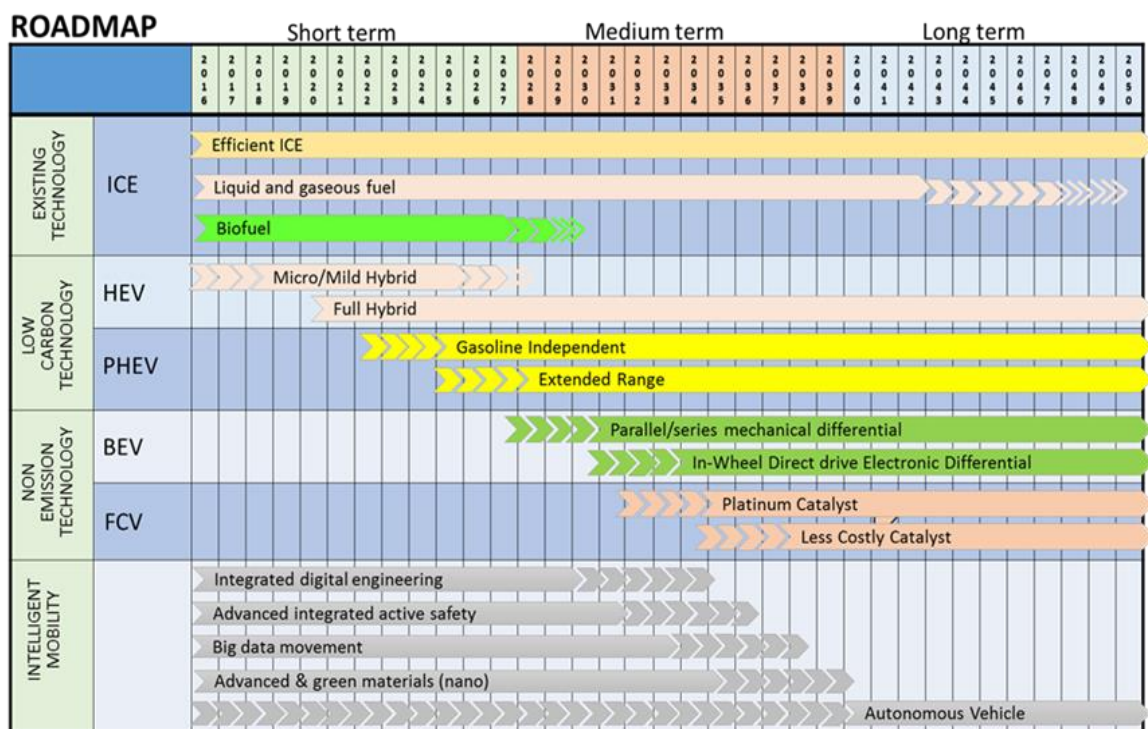 ROADMAP
Short term
Medium term
Long term
2016 2017 2018 2019 2020 2021 2022 2023 2024 2025 2026 2027 2028 2029 2030 2031 2032 2033 2034 2035 2036 2037 2038 2039 2040 2041 2042 2043 2044 2045 2046 2047 2048 2049 2050
EXISTING
TECHNOLOGY
ICE
Efficient ICE
Liquid and gaseous fuel
Biofuel
LOW
CARBON
TECHNOLOGY
HEV
Micro/Mild Hybrid
Full Hybrid
PHEV
Gasoline Independent
Extended Range
NON
EMISSION
TECHNOLOGY
BEV
Parallel/series mechanical differential
In-Wheel Direct drive Electronic Differential
FCV
Platinum Catalyst
Less Costly Catalyst
INTELLIGENT
MOBILITY
Integrated digital engineering
Advanced integrated active safety
Big data movement
Advanced & green materials (nano)
Autonomous Vehicle